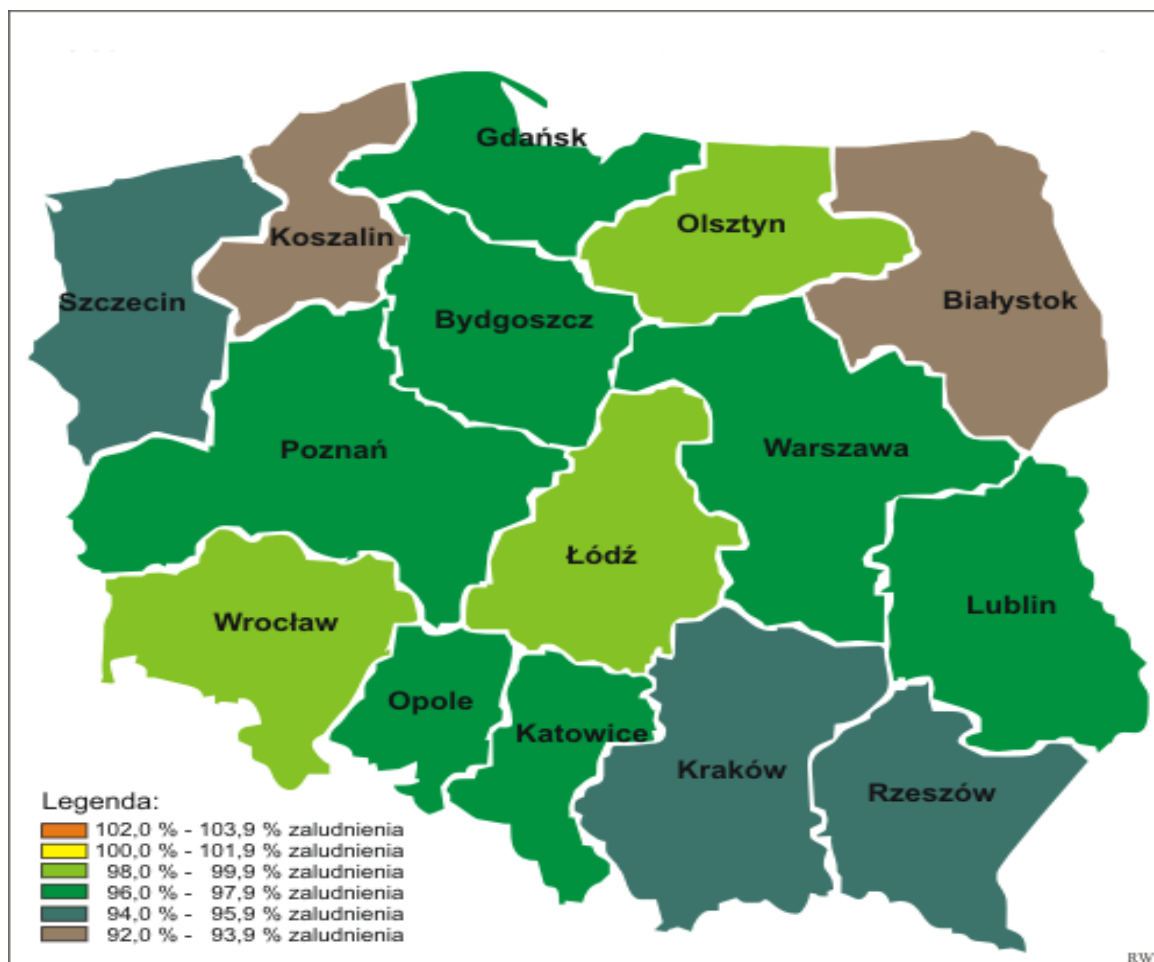 Gdańsk
Olsztyn
Koszalin
Szczecin
Białystok
Bydgoszcz
Poznań
Warszawa
Łódź
Lublin
Wrocław
Opole
Katowice
Kraków
Rzeszów
Legenda:
102,0 % - 103,9 % zaludnienia
100,0 % - 101,9 % zaludnienia
98,0 % - 99,9 % zaludnienia
96,0 % - 97,9 % zaludnienia
94,0 % - 95,9 % zaludnienia
92,0 % - 93,9 % zaludnienia
RW